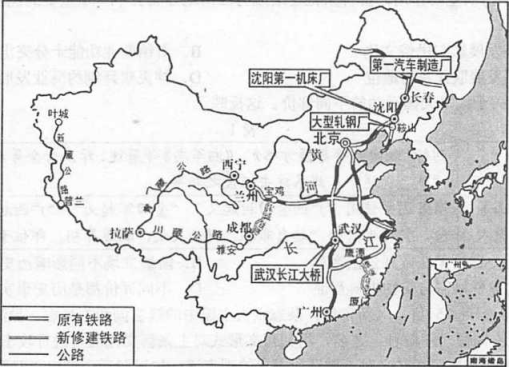 第一汽车制造厂
沈阳第一机床厂
长春
沈阳
大型轧钢厂
鞍山
北京
叶城
新藏公路
普兰
西宁
兰州
公路
黄河
宝
拉萨
川藏公路
成都
雅安
长江
武汉
鹰潭
厦
武汉长江大桥
广州
广州
南海诸岛
原有铁路
新修建铁路
公路